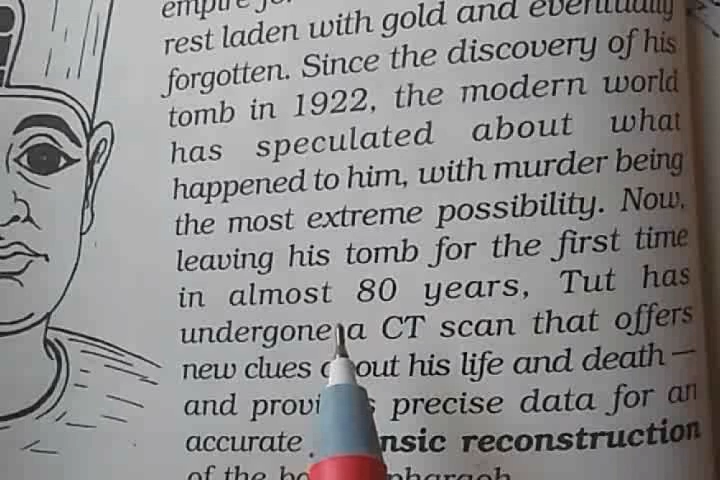 rest laden with gold and eventually
forgotten. Since the discovery of his
tomb in 1922, the modern world
has speculated about what
happened to him, with murder being
the most extreme possibility. Now,
leaving his tomb for the first time
in almost 80 years, Tut has
undergone a CT scan that offers
new clues his life and death —
and precise data for an
accurate reconstruction
of the pharaoh